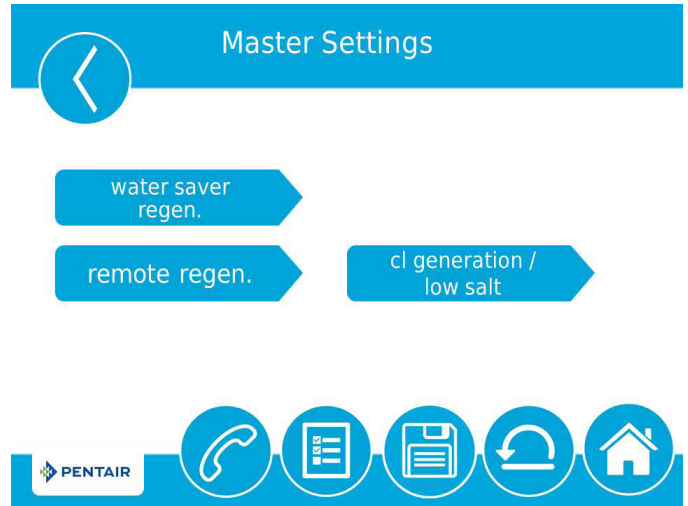 Master Settings
water saver
regen.
remote regen.
cl generation /
low salt
PENTAIR